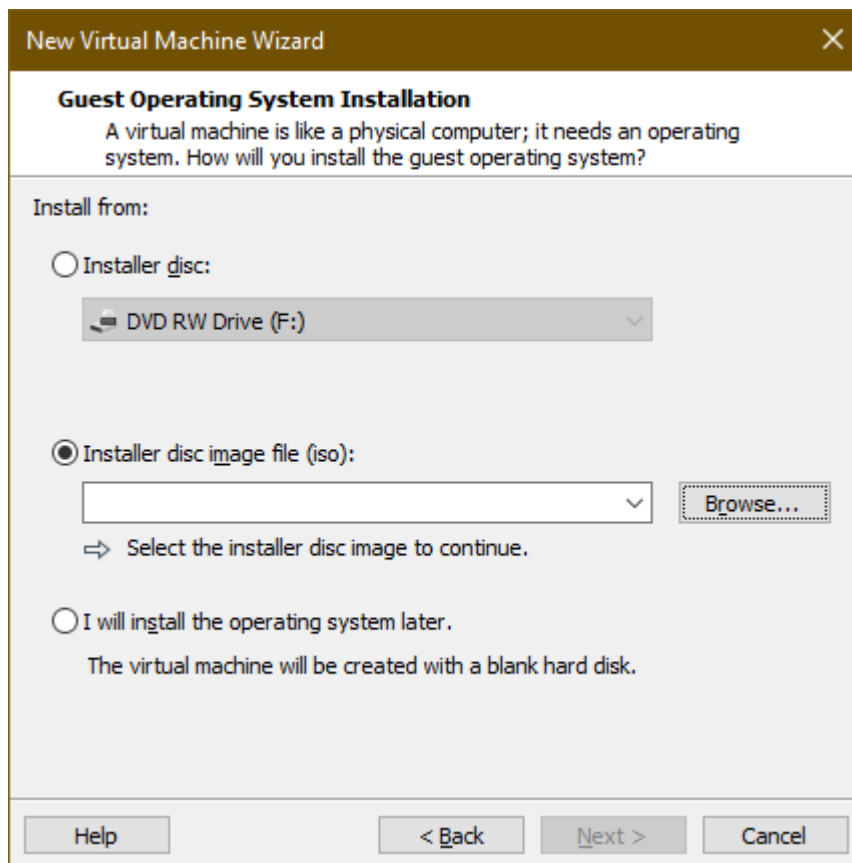 New Virtual Machine Wizard
Guest Operating System Installation
A virtual machine is like a physical computer; it needs an operating
system. How will you install the guest operating system?
Install from:
Installer disc:
DVD RW Drive (F:)
Installer disc image file (iso):
Browse...
Select the installer disc image to continue.
I will install the operating system later.
The virtual machine will be created with a blank hard disk.
Help < Back Next > Cancel